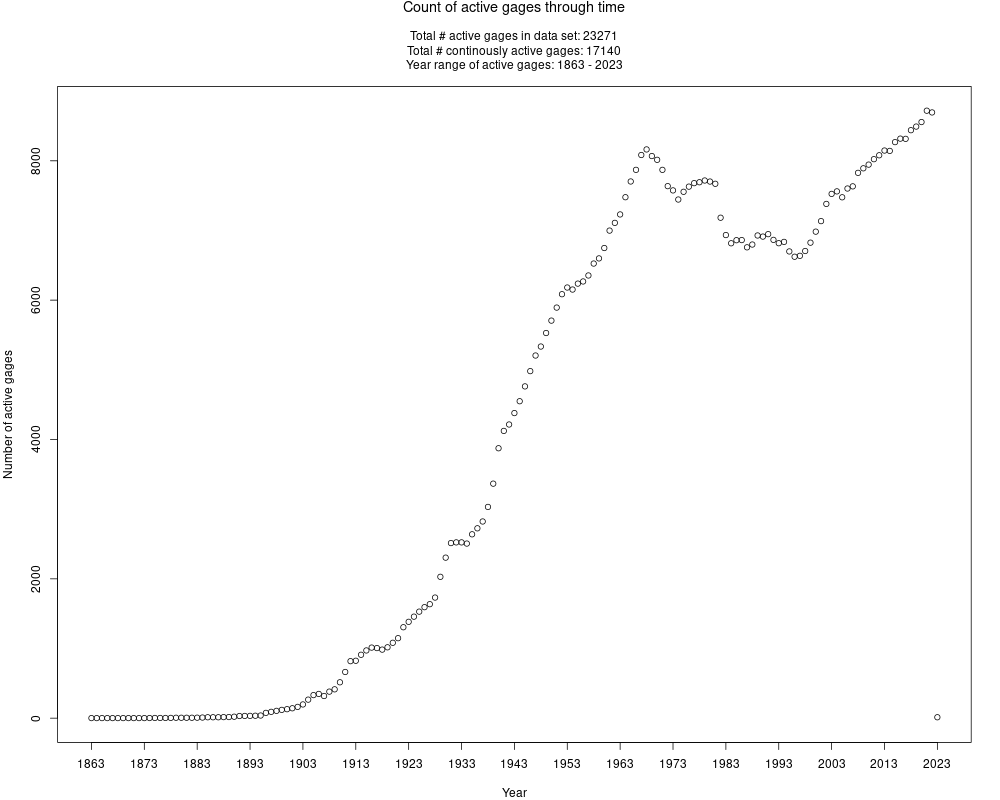 Count of active gages through time
Total # active gages in data set: 23271
Total # continously active gages: 17140
Year range of active gages: 1863 - 2023
Number of active gages
8000
6000
4000
2000
0
1863 1873 1883 1893 1903 1913 1923 1933 1943 1953 1963 1973 1983 1993 2003 2013 2023
Year